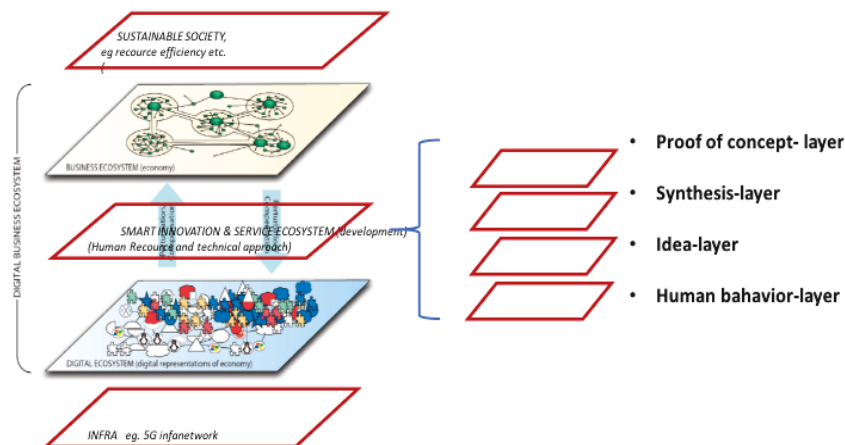 SUSTAINABLE SOCIETY,
eg recource efficiency etc.
(
DIGITAL BUSINESS ECOSYSTEM
BUSINESS ECOSYSTEM (economy)
SMART INNOVATION & SERVICE ECOSYSTEM (development)
(Human Recource and technical approach)
DIGITAL ECOSYSTEM (digital representations of economy)
INFRA eg. 5G infanetwork
• Proof of concept- layer
• Synthesis-layer
• Idea-layer
• Human bahavior-layer